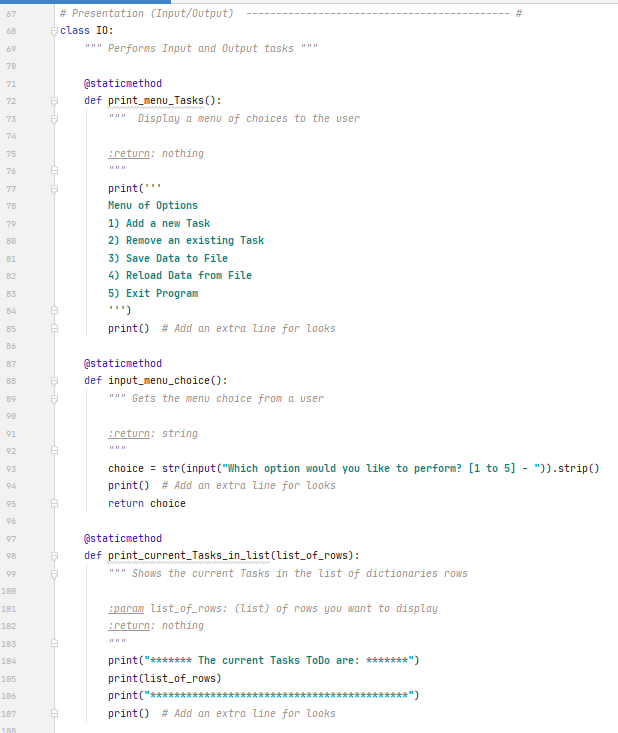 67 # Presentation (Input/Output)  -------------------------------------------- #
68 class IO:
69     """ Performs Input and Output tasks """
70
71     @staticmethod
72     def print_menu_Tasks():
73         """  Display a menu of choices to the user
74
75         :return: nothing
76         """
77         print('''
78         Menu of Options
79         1) Add a new Task
80         2) Remove an existing Task
81         3) Save Data to File
82         4) Reload Data from File
83         5) Exit Program
84         ''')
85         print()  # Add an extra line for looks
86
87     @staticmethod
88     def input_menu_choice():
89         """ Gets the menu choice from a user
90
91         :return: string
92         """
93         choice = str(input("Which option would you like to perform? [1 to 5] - ")).strip()
94         print()  # Add an extra line for looks
95         return choice
96
97     @staticmethod
98     def print_current_Tasks_in_list(list_of_rows):
99         """ Shows the current Tasks in the list of dictionaries rows
100
101         :param list_of_rows: (list) of rows you want to display
102         :return: nothing
103         """
104         print("******* The current Tasks ToDo are: *******")
105         print(list_of_rows)
106         print("*******************************************")
107         print()  # Add an extra line for looks
108